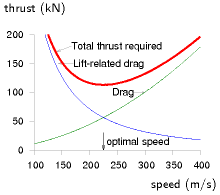 thrust (kN)
200
Total thrust required
150
Lift-related drag
100
Drag
50
optimal speed
0
100 150 200 250 300 350 400
speed (m/s)